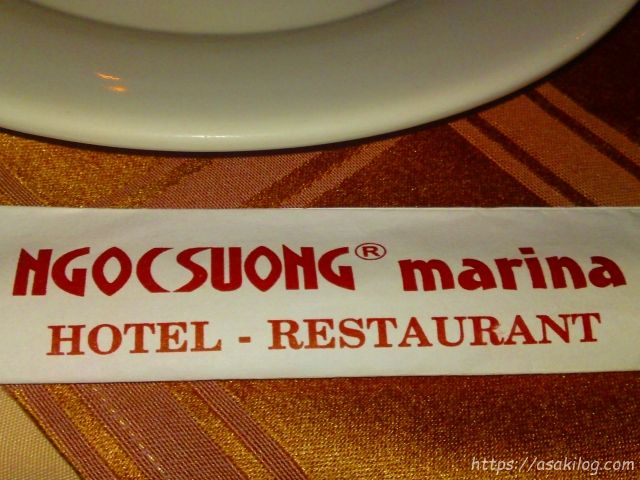 NGOCSUONG® marina
HOTEL - RESTAURANT
https://asakilog.com